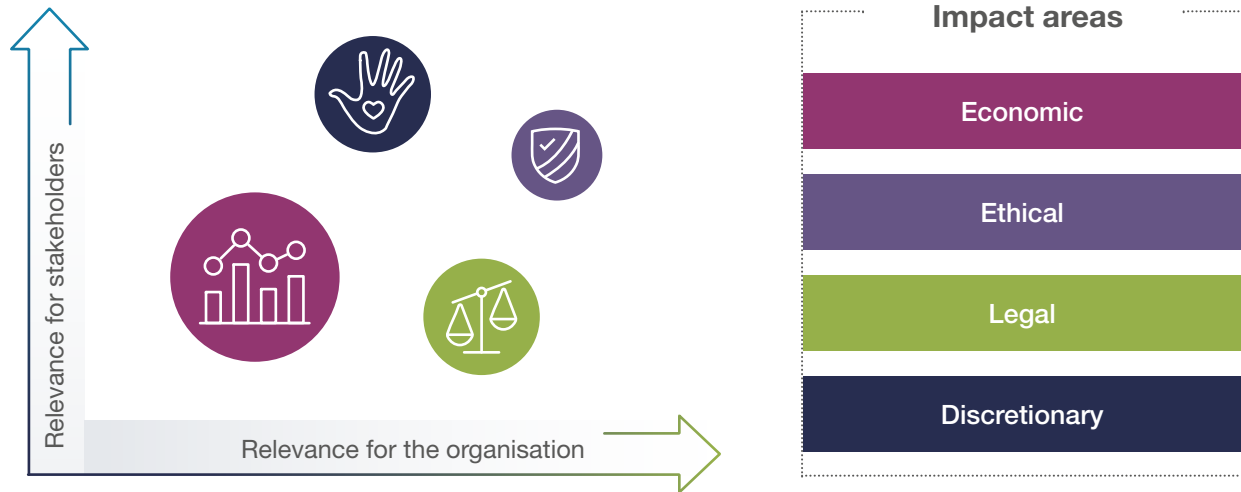 Relevance for stakeholders
Relevance for the organisation
Impact areas
Economic
Ethical
Legal
Discretionary